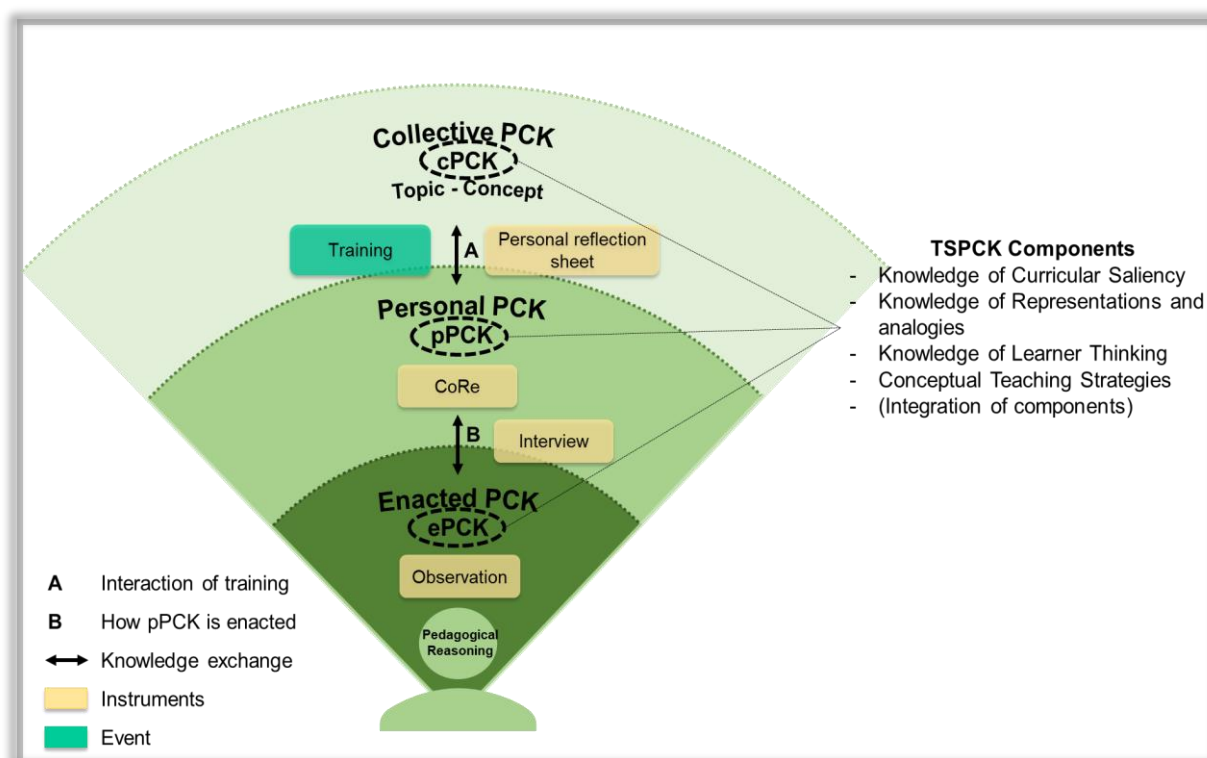 Collective PCK
cPCK
Topic - Concept
Training
A
Personal reflection
sheet
Personal PCK
pPCK
CoRe
B
Interview
Enacted PCK
ePCK
Observation
Pedagogical
Reasoning
TSPCK Components
- Knowledge of Curricular Saliency
- Knowledge of Representations and
analogies
- Knowledge of Learner Thinking
- Conceptual Teaching Strategies
- (Integration of components)
A Interaction of training
B How pPCK is enacted
Knowledge exchange
Instruments
Event